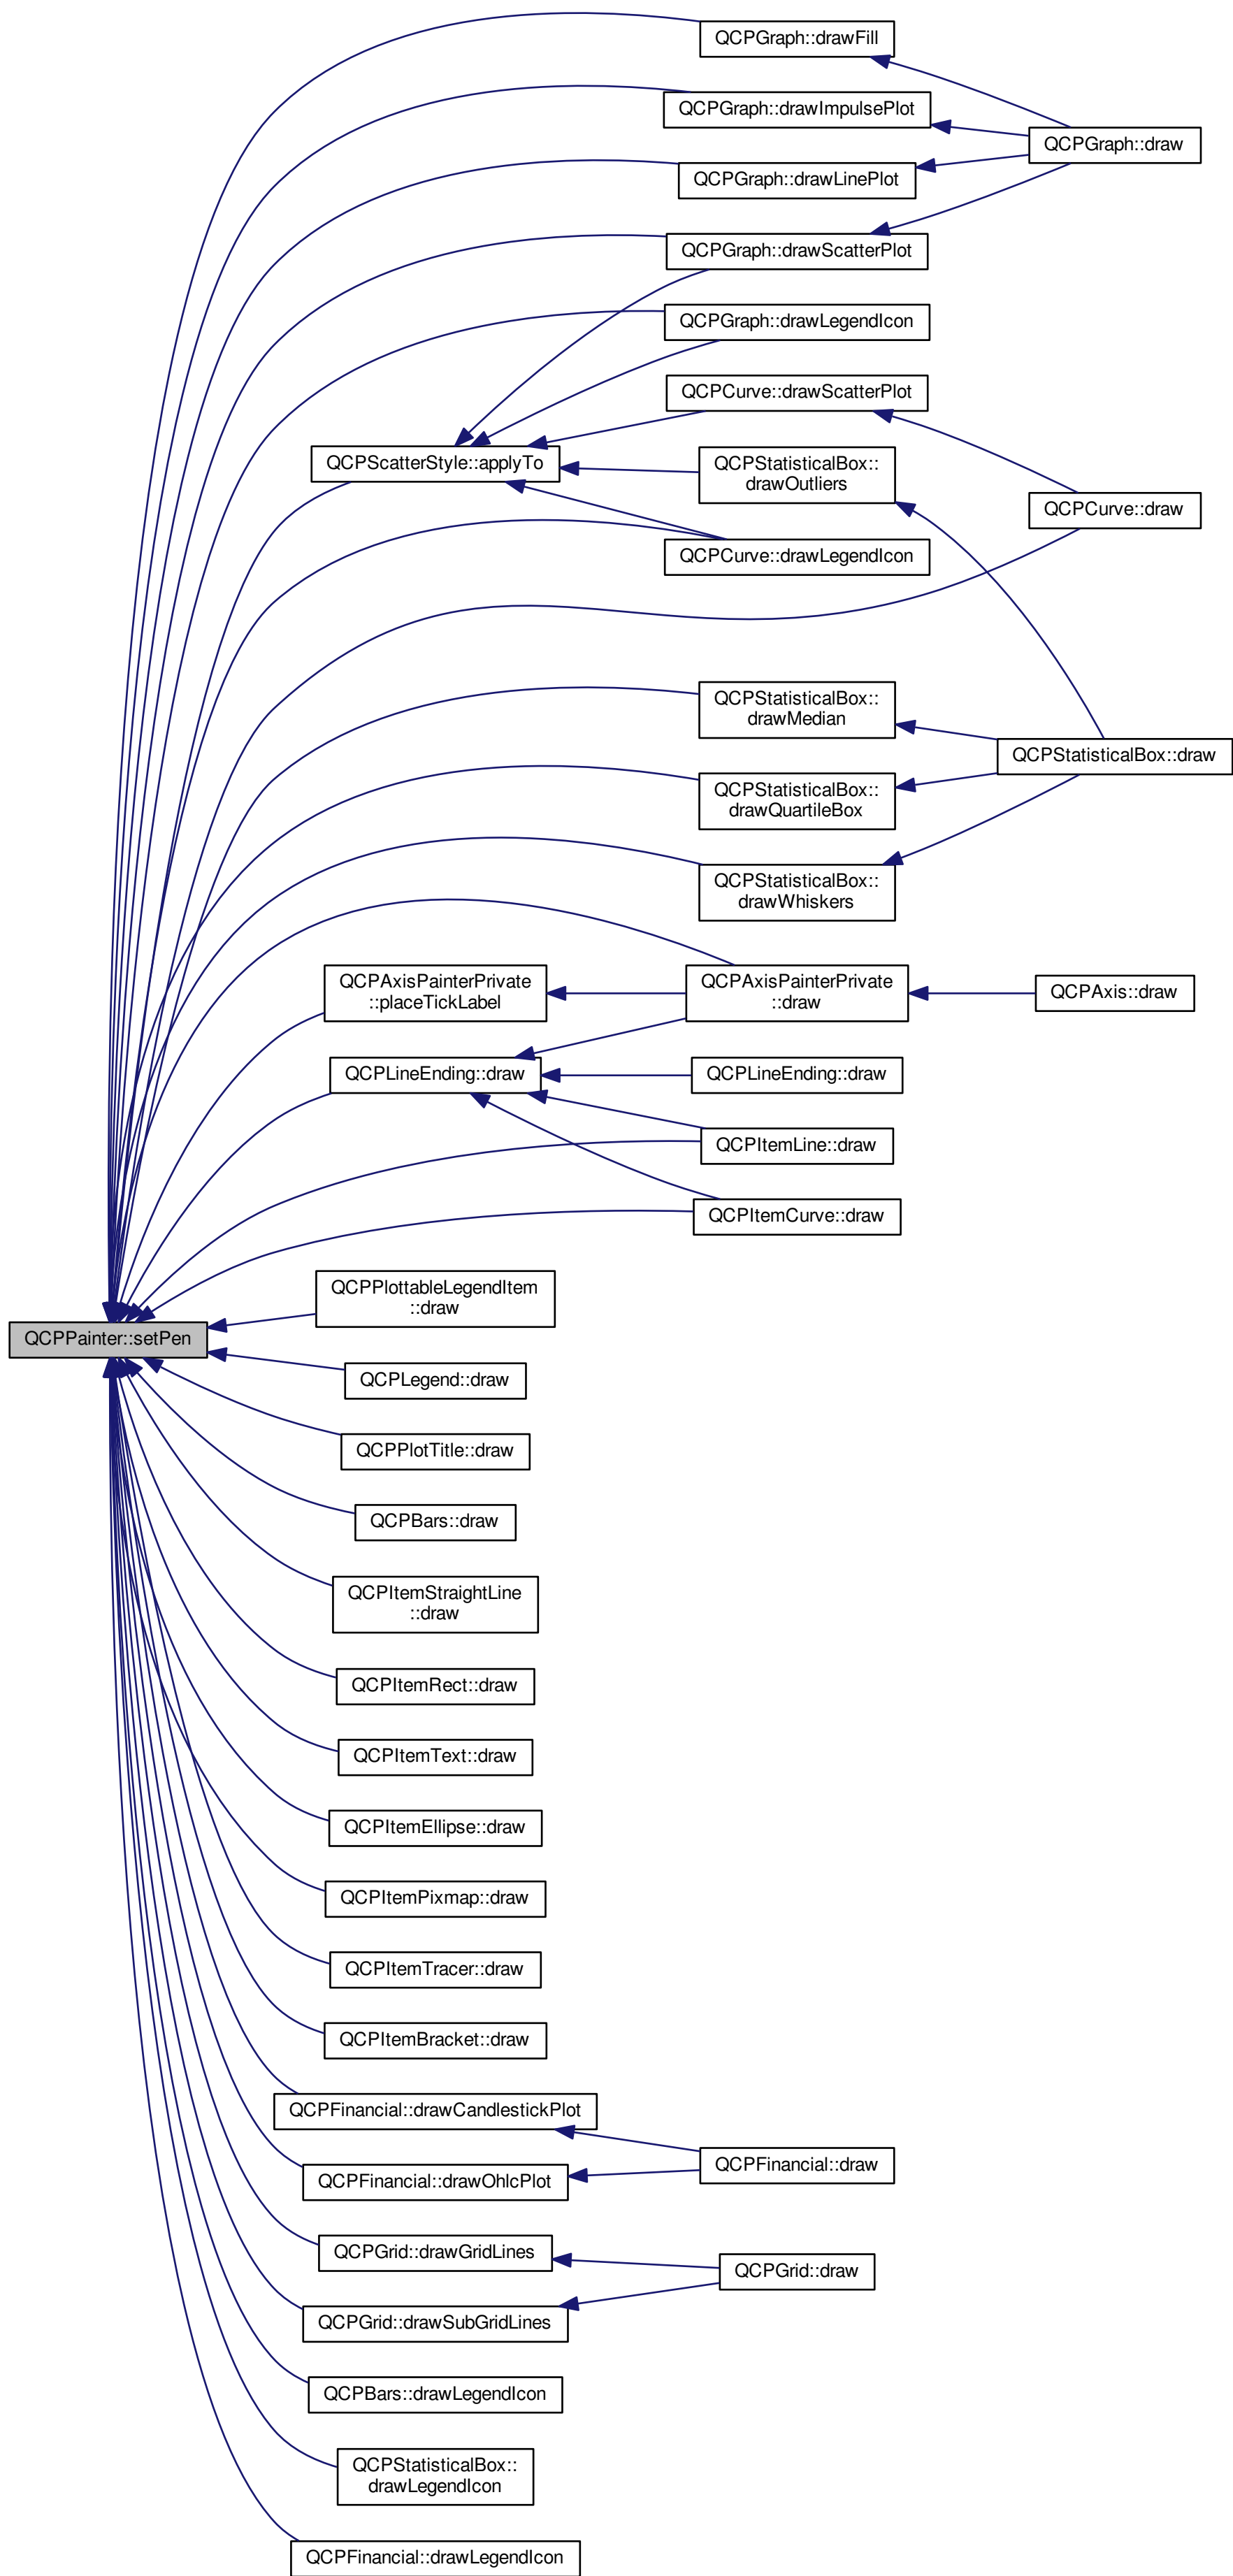 QCPGraph::drawFill
QCPGraph::drawImpulsePlot
QCPGraph::draw
QCPGraph::drawLinePlot
QCPGraph::drawScatterPlot
QCPGraph::drawLegendIcon
QCPCurve::drawScatterPlot
QCPScatterStyle::applyTo
QCPStatisticalBox::
drawOutliers
QCPCurve::draw
QCPCurve::drawLegendIcon
QCPStatisticalBox::
drawMedian
QCPStatisticalBox::draw
QCPStatisticalBox::
drawQuartileBox
QCPStatisticalBox::
drawWhiskers
QCPAxisPainterPrivate
::placeTickLabel
QCPAxisPainterPrivate
::draw
QCPAxis::draw
QCPLineEnding::draw
QCPLineEnding::draw
QCPItemLine::draw
QCPItemCurve::draw
QCPPlottableLegendItem
::draw
QCPPainter::setPen
QCPLegend::draw
QCPPlotTitle::draw
QCPBars::draw
QCPItemStraightLine
::draw
QCPItemRect::draw
QCPItemText::draw
QCPItemEllipse::draw
QCPItemPixmap::draw
QCPItemTracer::draw
QCPItemBracket::draw
QCPFinancial::drawCandlestickPlot
QCPFinancial::draw
QCPFinancial::drawOhlcPlot
QCPGrid::drawGridLines
QCPGrid::draw
QCPGrid::drawSubGridLines
QCPBars::drawLegendIcon
QCPStatisticalBox::
drawLegendIcon
QCPFinancial::drawLegendIcon